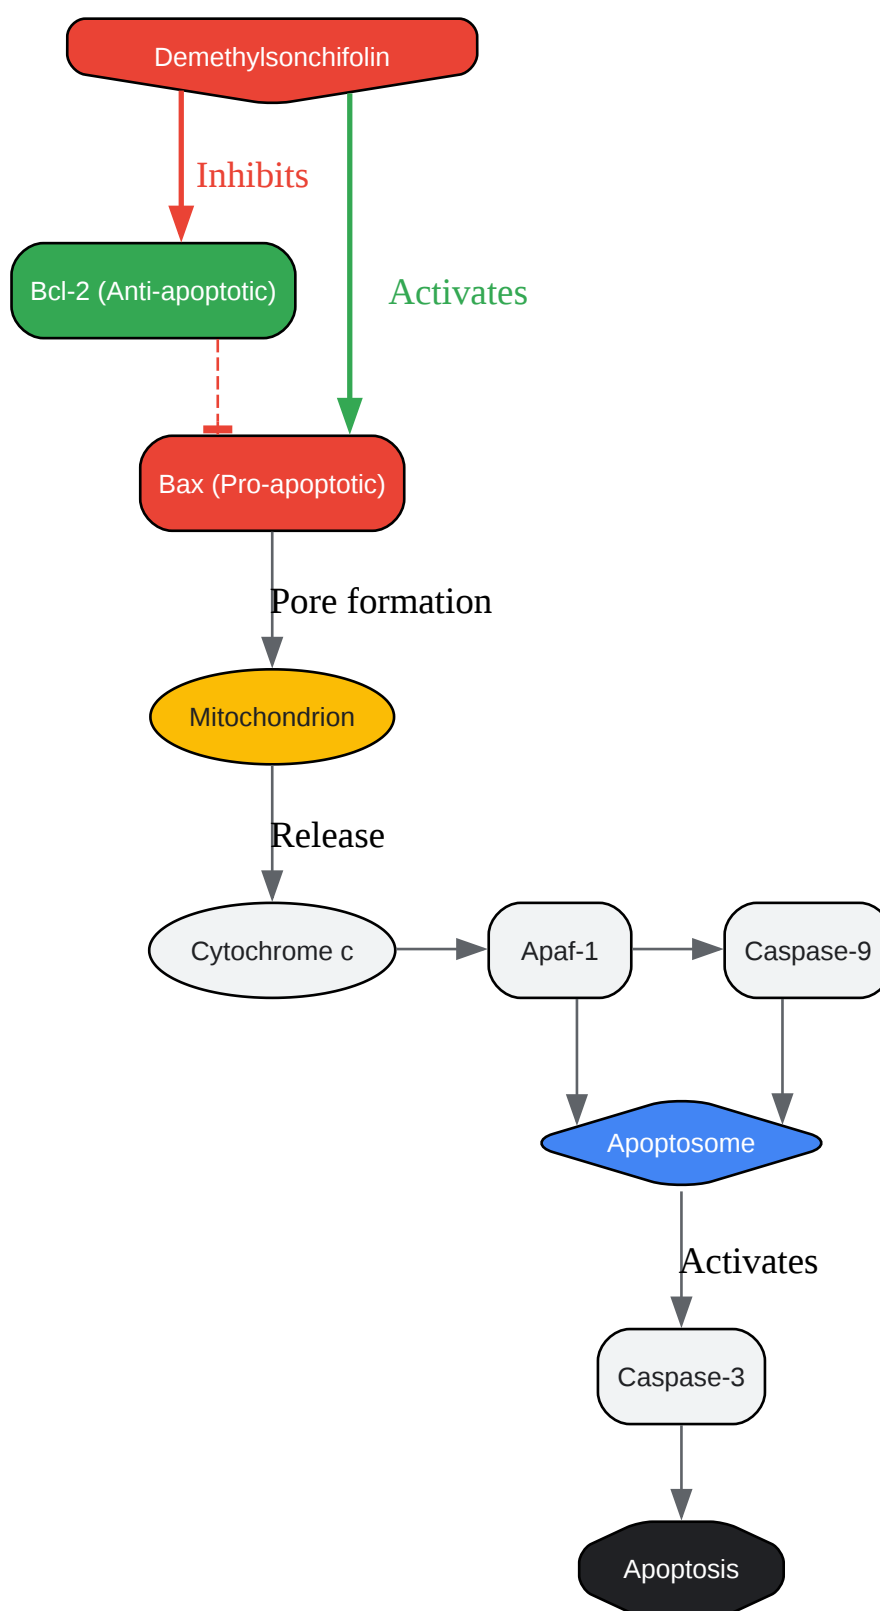 Demethylsonchifolin
Inhibits
Bcl-2 (Anti-apoptotic)
Activates
Bax (Pro-apoptotic)
Pore formation
Mitochondrion
Release
Cytochrome c
Apaf-1
Caspase-9
Apoptosome
Activates
Caspase-3
Apoptosis